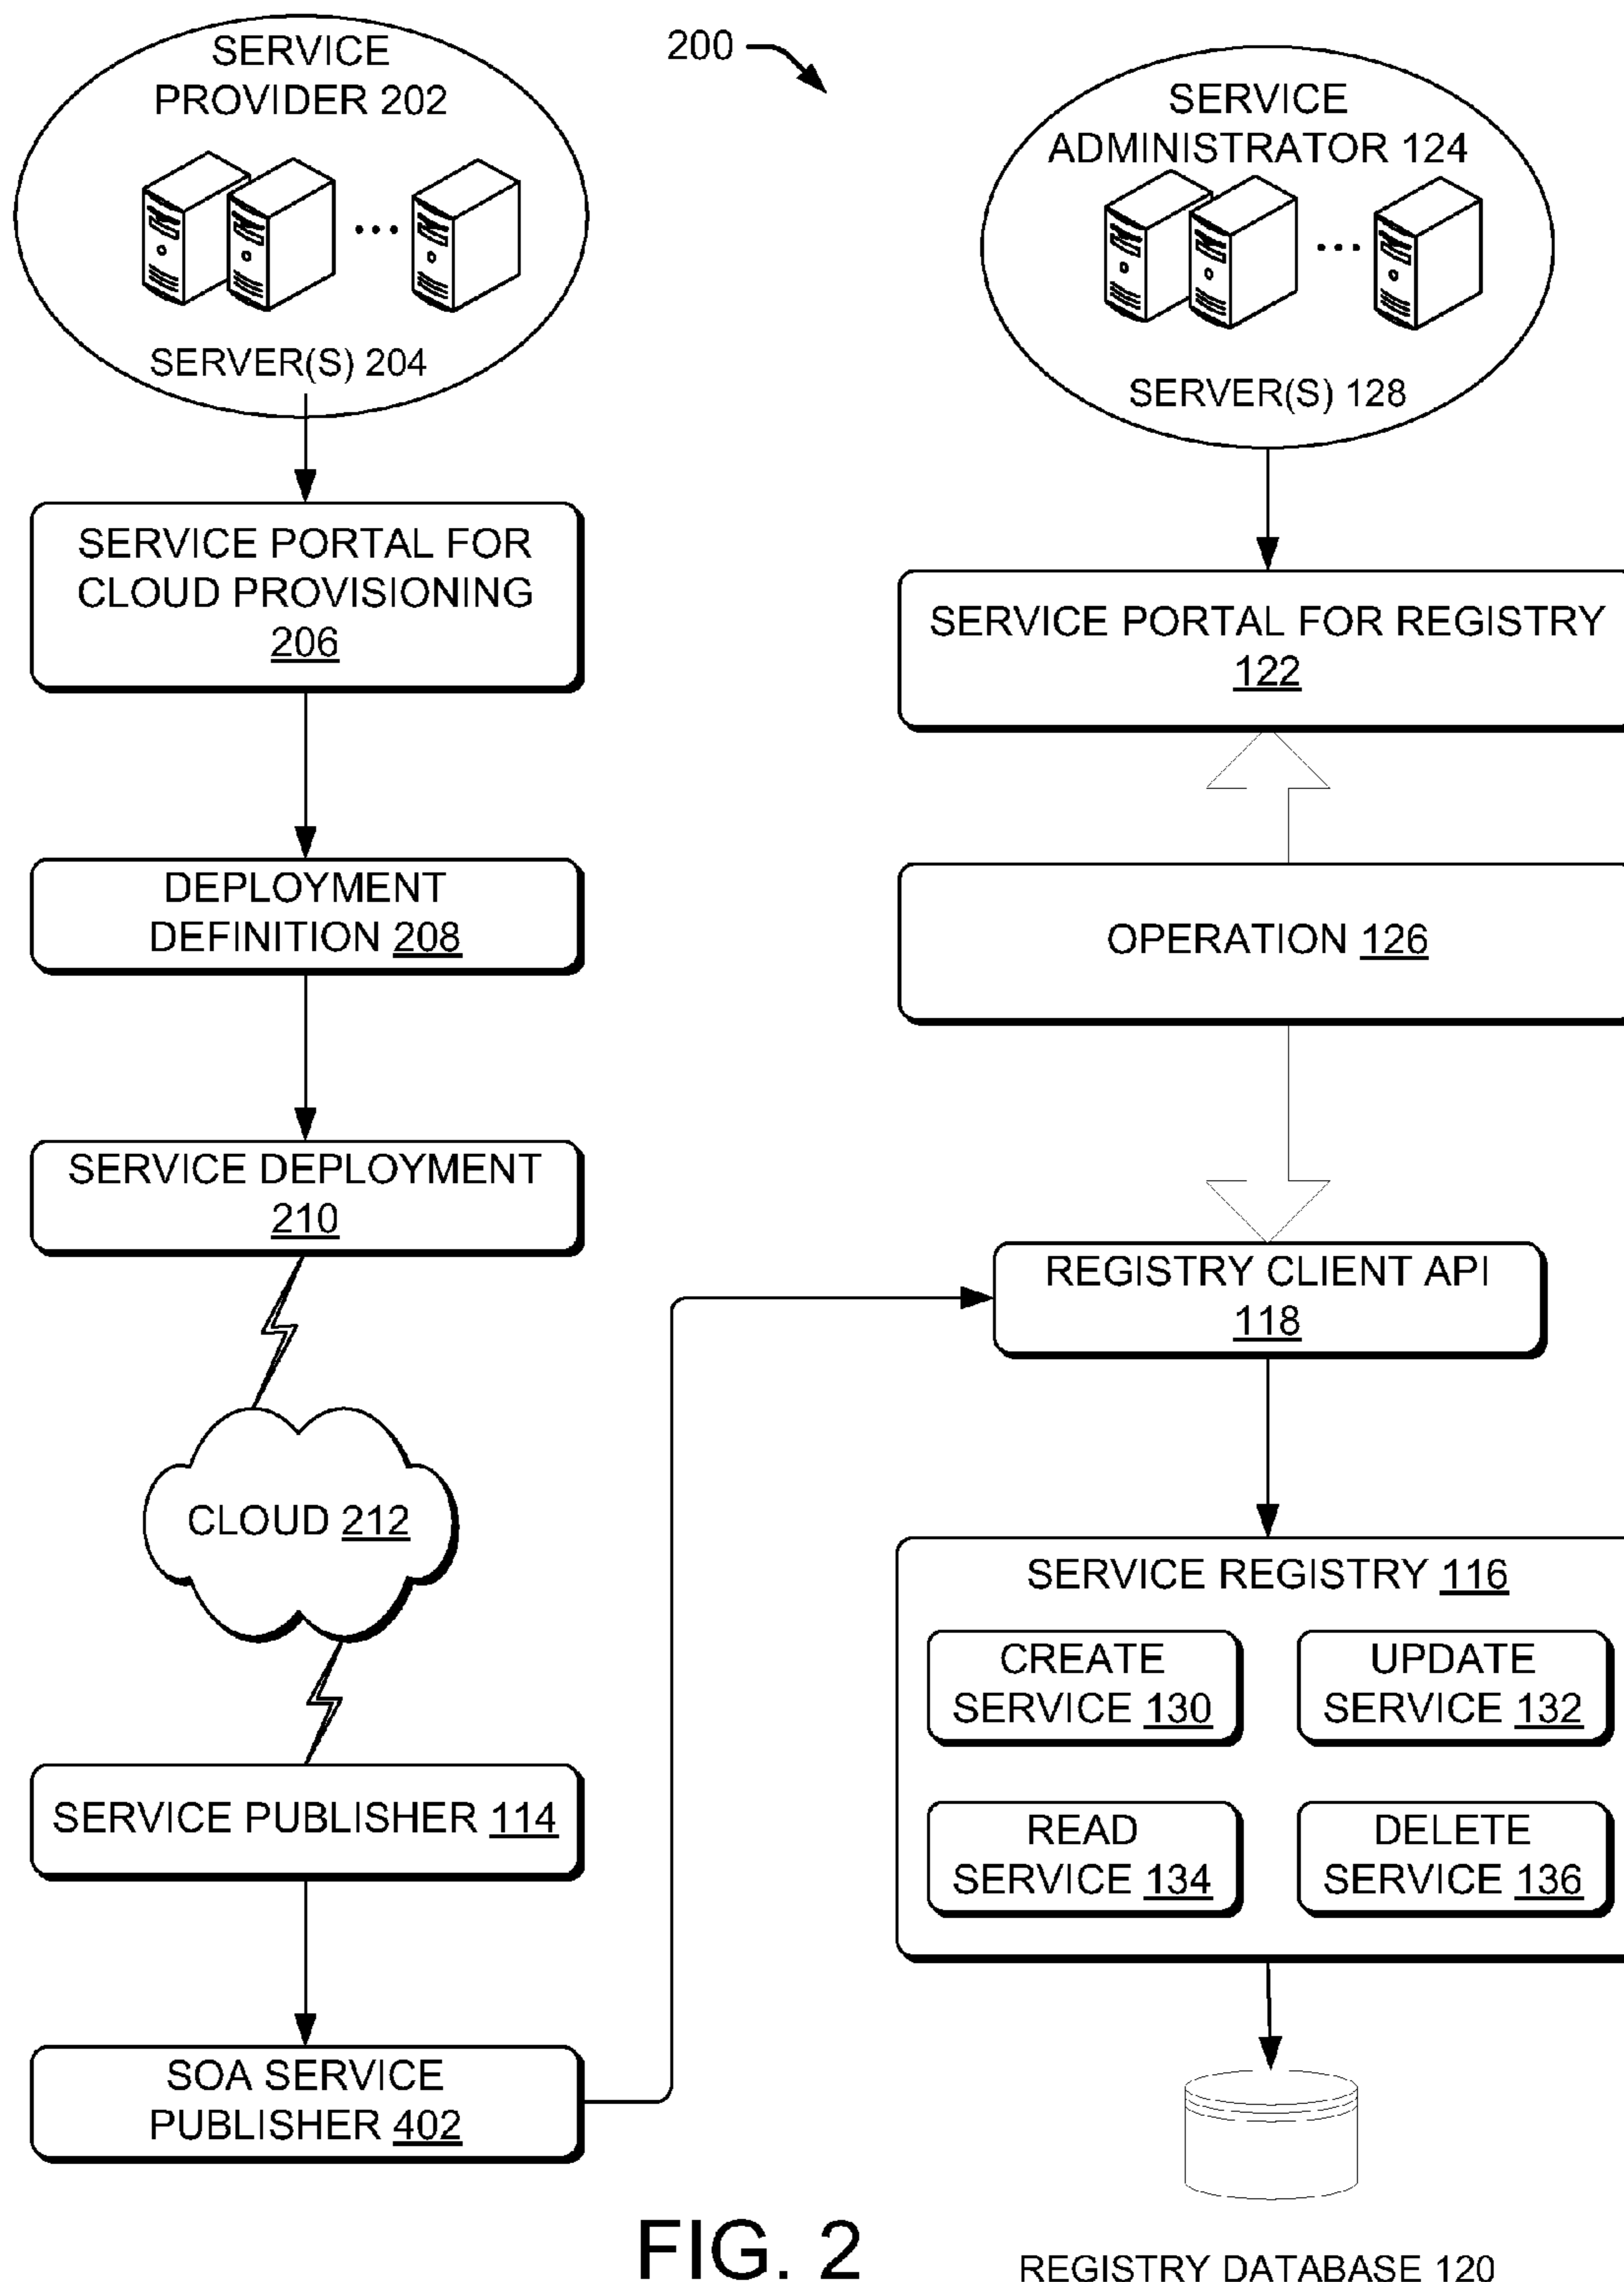 SERVICE
PROVIDER 202
SERVER(S) 204
SERVICE PORTAL FOR
CLOUD PROVISIONING
206
DEPLOYMENT
DEFINITION 208
SERVICE DEPLOYMENT
210
CLOUD 212
SERVICE PUBLISHER 114
SOA SERVICE
PUBLISHER 402
200
SERVICE
ADMINISTRATOR 124
SERVER(S) 128
SERVICE PORTAL FOR REGISTRY
122
OPERATION 126
REGISTRY CLIENT API
118
SERVICE REGISTRY 116
CREATE
SERVICE 130
UPDATE
SERVICE 132
READ
SERVICE 134
DELETE
SERVICE 136
REGISTRY DATABASE 120
FIG. 2